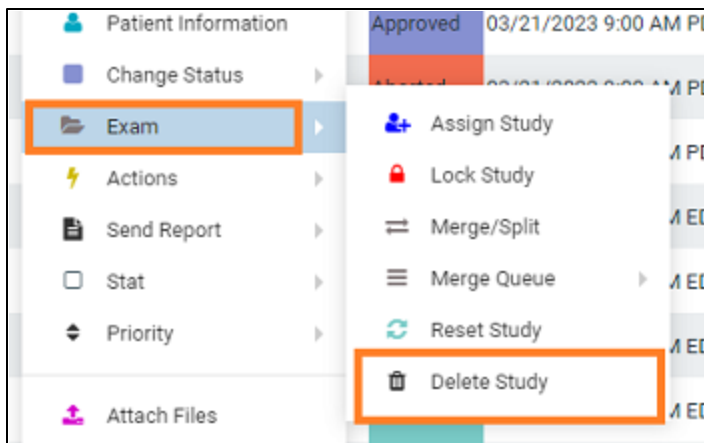 Patient Information
Approved 03/21/2023 9:00 AM
Change Status
Exam
Actions
Send Report
Stat
Priority
Attach Files
Assign Study
Lock Study
Merge/Split
Merge Queue
Reset Study
Delete Study